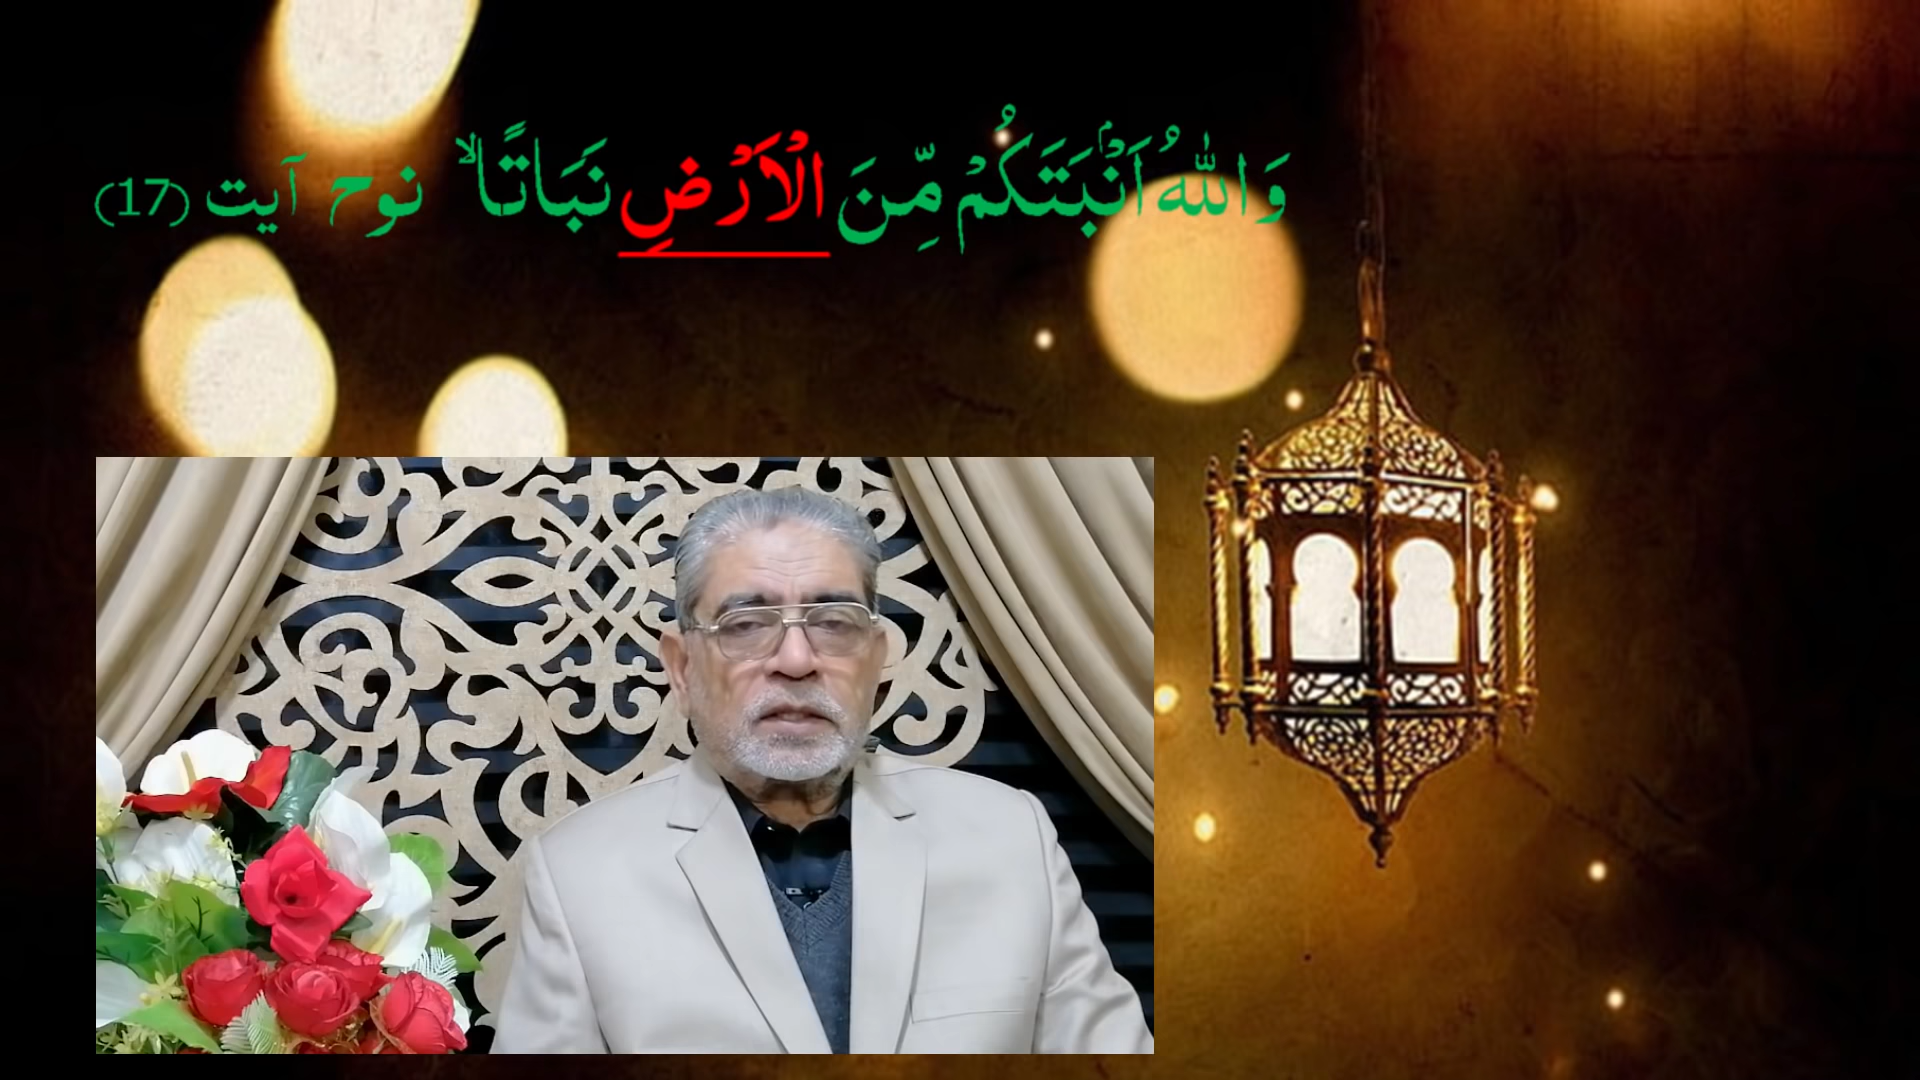 وَاللّٰهُ اَنْۢبَتَكُمْ مِّنَ الْاَرْضِ نَبَاتًاۙ نوح آیت (17)